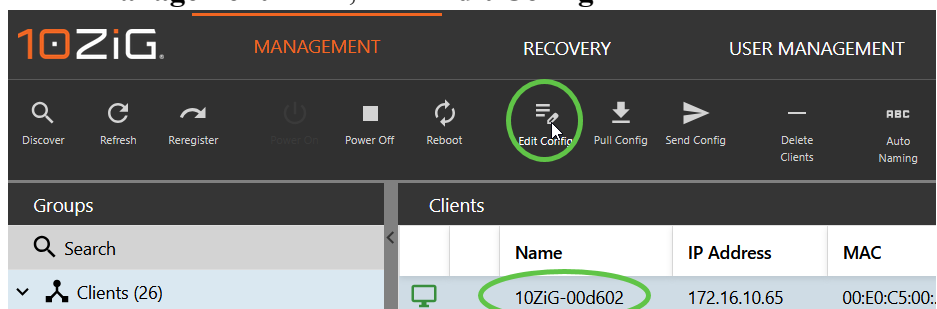 10ZiG.
MANAGEMENT
RECOVERY
USER MANAGEMENT
Discover
Refresh
Reregister
Power On
Power Off
Reboot
Edit Config
Pull Config
Send Config
Delete
Clients
ABC
Auto
Naming
Groups
Clients
Search
Name
IP Address
MAC
Clients (26)
10ZiG-00d602
172.16.10.65
00:E0:C5:00:..